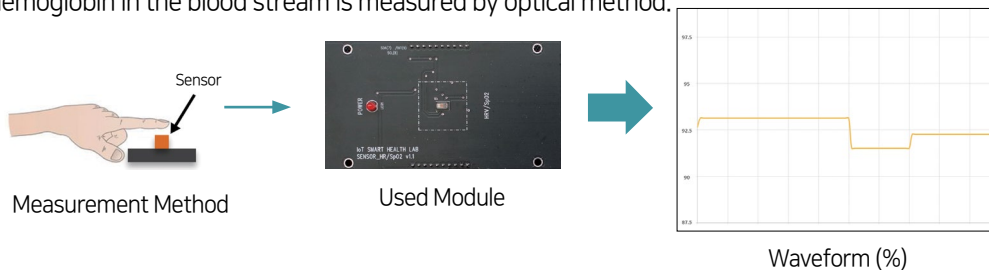 hemoglobin in the blood stream is measured by optical method.
Sensor
POWER
HRV/SpO2
IoT SMART HEALTH LAB
SENSOR_HR/SpO2 v1.1
97.5
95
92.5
90
87.5
Measurement Method
Used Module
Waveform (%)